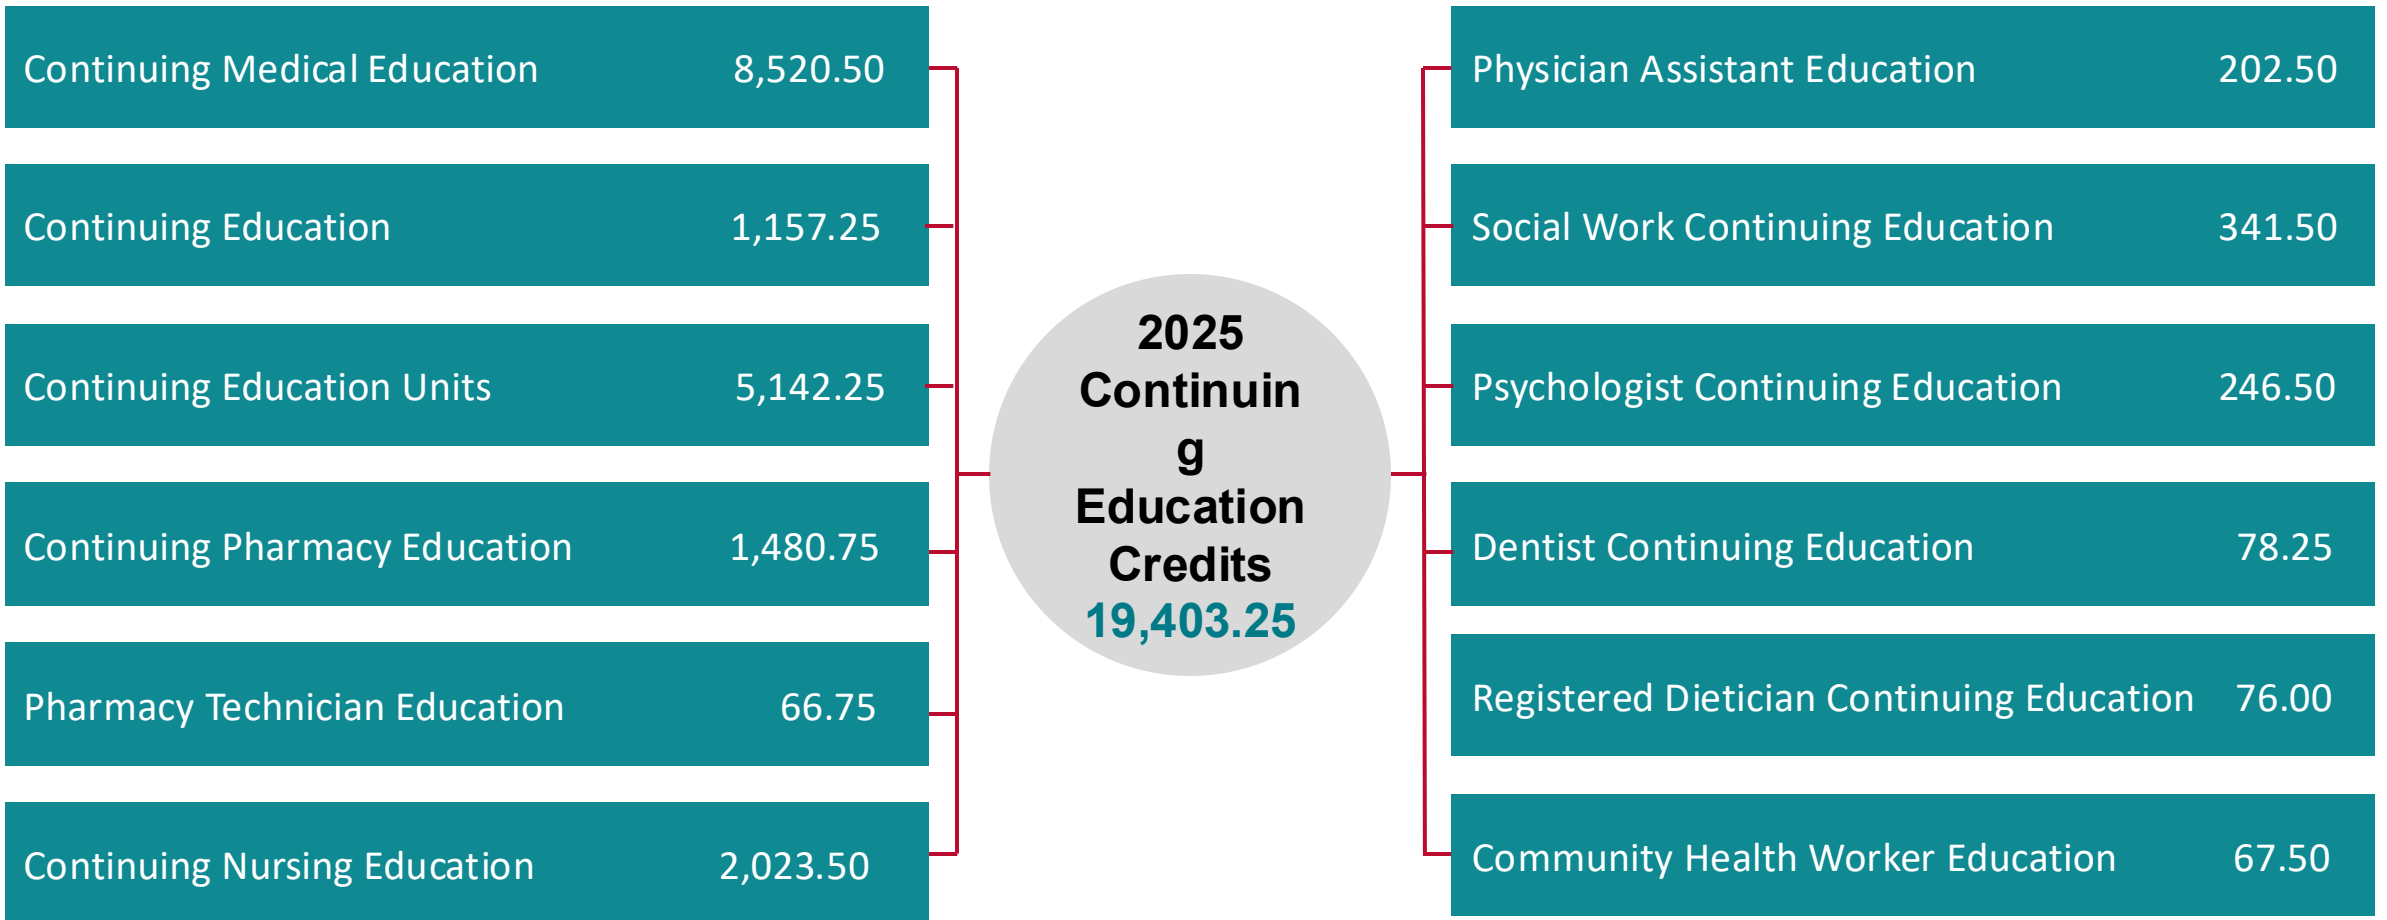 Continuing Medical Education 8,520.50
Continuing Education 1,157.25
Continuing Education Units 5,142.25
Continuing Pharmacy Education 1,480.75
Pharmacy Technician Education 66.75
Continuing Nursing Education 2,023.50
2025
Continuin
g
Education
Credits
19,403.25
Physician Assistant Education 202.50
Social Work Continuing Education 341.50
Psychologist Continuing Education 246.50
Dentist Continuing Education 78.25
Registered Dietician Continuing Education 76.00
Community Health Worker Education 67.50